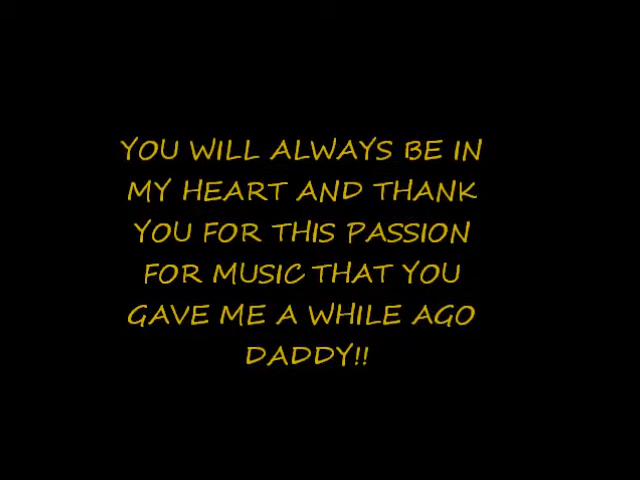 YOU WILL ALWAYS BE IN
MY HEART AND THANK
YOU FOR THIS PASSION
FOR MUSIC THAT YOU
GAVE ME A WHILE AGO
DADDY!!